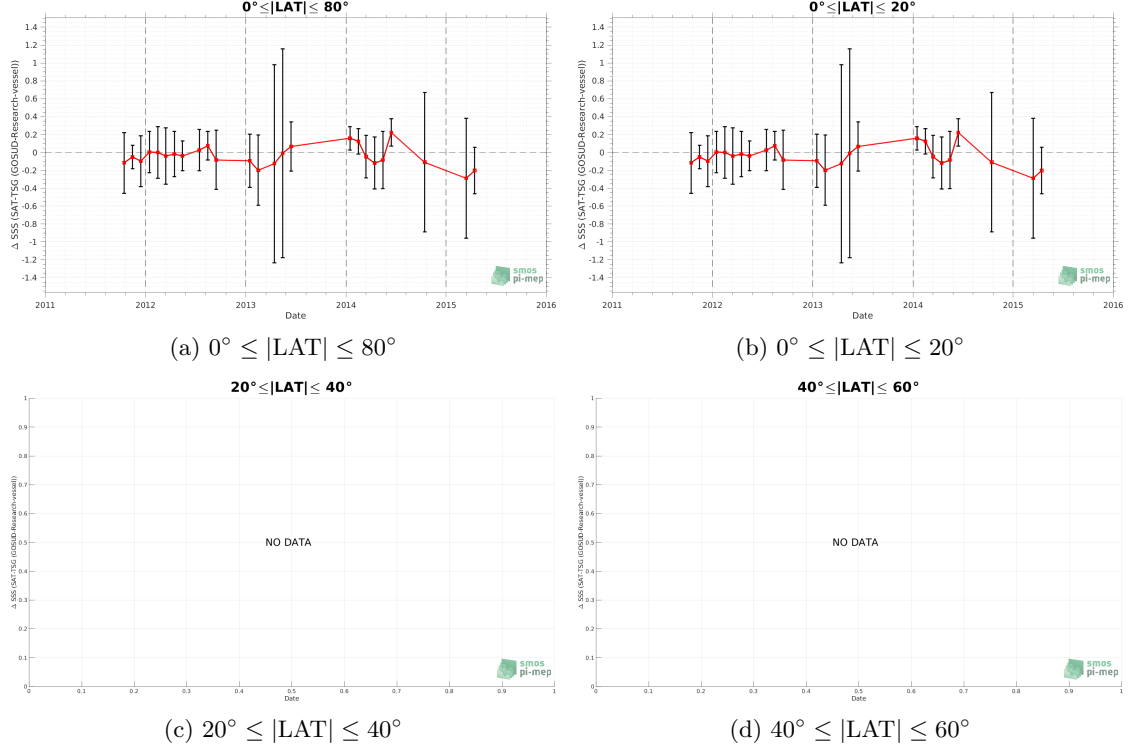 0°≤|LAT|≤ 80°
Δ SSS (SAT-TSG (GOSUD-Research-vessel))
1.4
1.2
1
0.8
0.6
0.4
0.2
0
-0.2
-0.4
-0.6
-0.8
-1
-1.2
-1.4
2011 2012 2013 2014 2015 2016
Date
smos
pi-mep
(a) 0° ≤ |LAT| ≤ 80°
0°≤|LAT|≤ 20°
Δ SSS (SAT-TSG (GOSUD-Research-vessel))
1.4
1.2
1
0.8
0.6
0.4
0.2
0
-0.2
-0.4
-0.6
-0.8
-1
-1.2
-1.4
2011 2012 2013 2014 2015 2016
Date
smos
pi-mep
(b) 0° ≤ |LAT| ≤ 20°
20°≤|LAT|≤ 40°
Δ SSS (SAT-TSG (GOSUD-Research-vessel))
1
0.9
0.8
0.7
0.6
0.5
0.4
0.3
0.2
0.1
0
NO DATA
0 0.1 0.2 0.3 0.4 0.5 0.6 0.7 0.8 0.9 1
Date
smos
pi-mep
(c) 20° ≤ |LAT| ≤ 40°
40°≤|LAT|≤ 60°
Δ SSS (SAT-TSG (GOSUD-Research-vessel))
1
0.9
0.8
0.7
0.6
0.5
0.4
0.3
0.2
0.1
0
NO DATA
0 0.1 0.2 0.3 0.4 0.5 0.6 0.7 0.8 0.9 1
Date
smos
pi-mep
(d) 40° ≤ |LAT| ≤ 60°